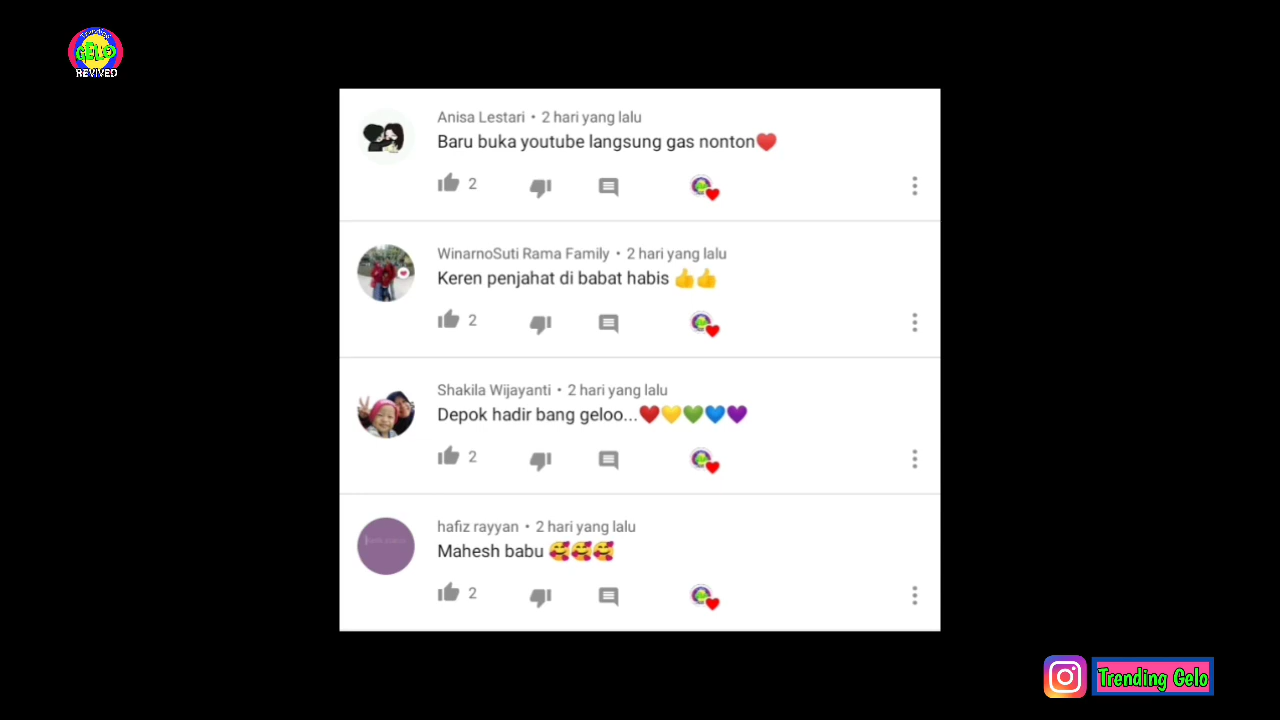 Trending
GELO
REVIVED
Anisa Lestari • 2 hari yang lalu
Baru buka youtube langsung gas nonton❤️
2
WinarnoSuti Rama Family • 2 hari yang lalu
Keren penjahat di babat habis 👍👍
2
Shakila Wijayanti • 2 hari yang lalu
Depok hadir bang geloo...❤️💛💚💙💜
2
hafiz rayyan • 2 hari yang lalu
Mahesh babu 🥰🥰🥰
2
Trending Gelo